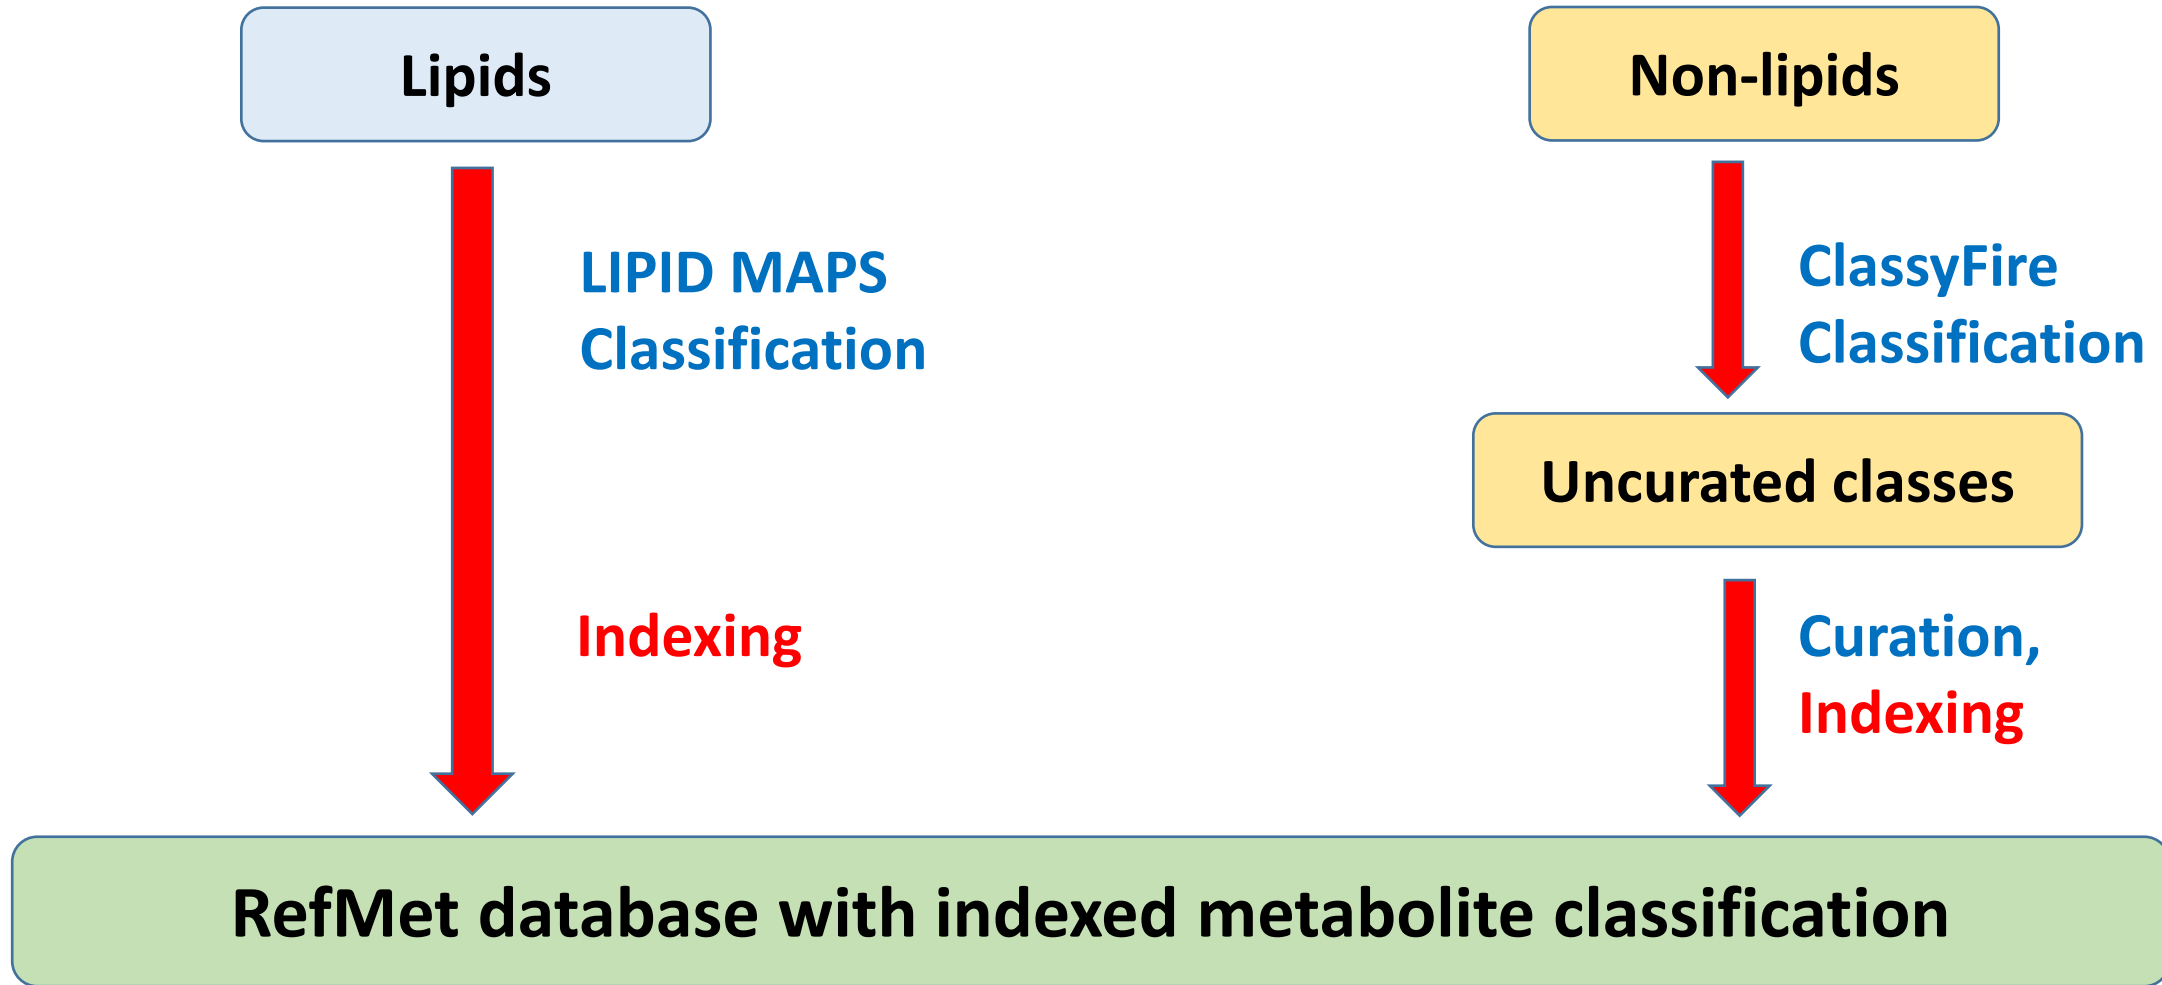 Lipids
Non-lipids
LIPID MAPS
Classification
ClassyFire
Classification
Uncurated classes
Indexing
Curation,
Indexing
RefMet database with indexed metabolite classification